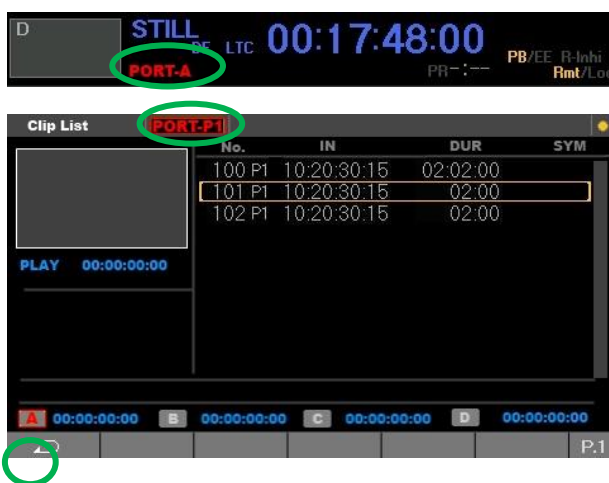 D STILL DF LTC 00:17:48:00
PORT-A PR-:-- PB/EE R-Inhi
Rmt/Loc
Clip List PORT-P1
No. IN DUR SYM
100 P1 10:20:30:15 02:02:00
101 P1 10:20:30:15 02:00
102 P1 10:20:30:15 02:00
PLAY 00:00:00:00
A 00:00:00:00 B 00:00:00:00 C 00:00:00:00 D 00:00:00:00
P.1